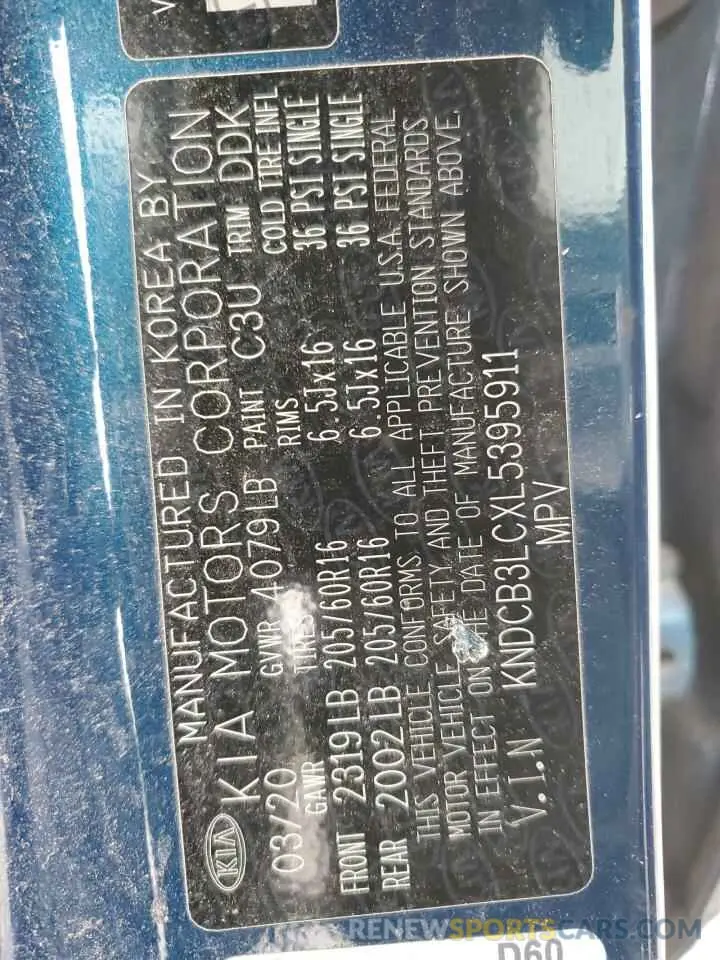 MANUFACTURED IN KOREA BY
KIA KIA MOTORS CORPORATION
03/20 GVWR 4079LB PAINT C3U TRIM DDK
GAWR TIRES RIMS COLD TIRE INFL
FRONT 2319LB 205/60R16 6.5Jx16 36 PSI SINGLE
REAR 2002LB 205/60R16 6.5Jx16 36 PSI SINGLE
THIS VEHICLE CONFORMS TO ALL APPLICABLE U.S.A. FEDERAL
MOTOR VEHICLE SAFETY AND THEFT PREVENTION STANDARDS
IN EFFECT ON THE DATE OF MANUFACTURE SHOWN ABOVE.
V.I.N KNDCB3LCXL5395911
MPV
V
D60
RENEWSPORTSCARS.COM